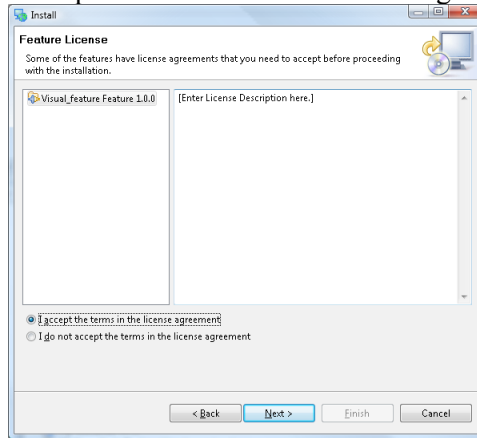 Install
Feature License
Some of the features have license agreements that you need to accept before proceeding
with the installation.
Visual_feature Feature 1.0.0
[Enter License Description here.]
I accept the terms in the license agreement
I do not accept the terms in the license agreement
< Back
Next >
Finish
Cancel